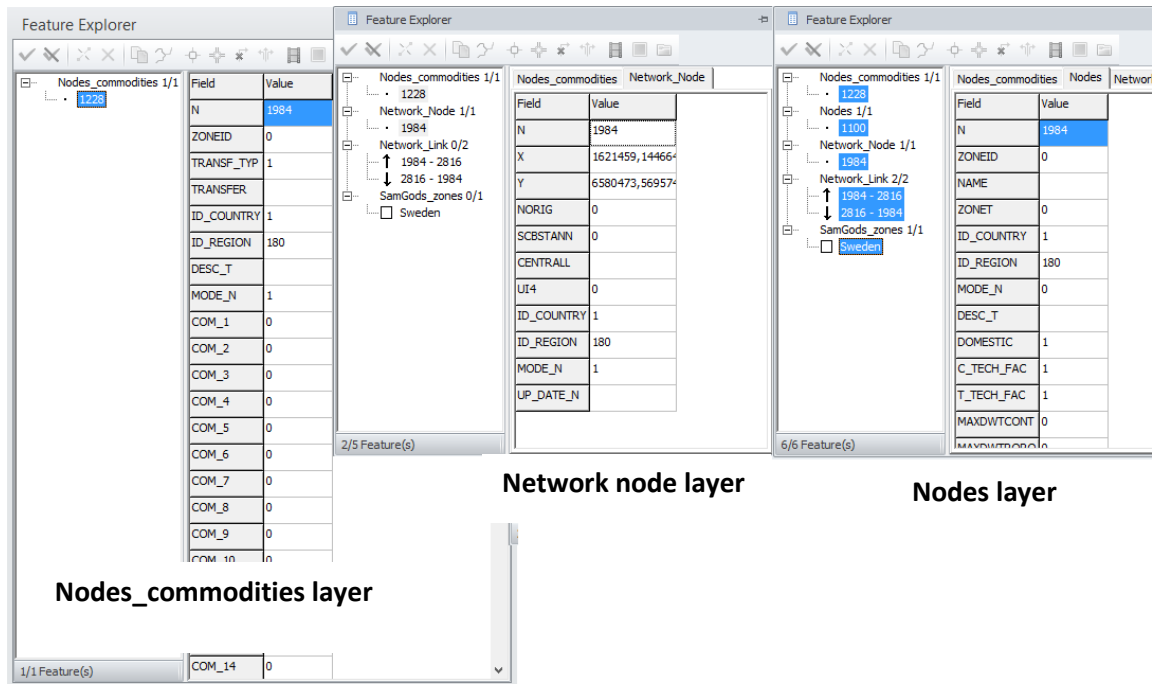 Feature Explorer
Nodes_commodities 1/1
1228
Field Value
N 1984
ZONEID 0
TRANSF_TYP 1
TRANSFER
ID_COUNTRY 1
ID_REGION 180
DESC_T
MODE_N 1
COM_1 0
COM_2 0
COM_3 0
COM_4 0
COM_5 0
COM_6 0
COM_7 0
COM_8 0
COM_9 0
COM_10 0
COM_14 0
1/1 Feature(s)
Nodes_commodities layer
Feature Explorer
Nodes_commodities 1/1
1228
Network_Node 1/1
1984
Network_Link 0/2
1984 - 2816
2816 - 1984
SamGods_zones 0/1
Sweden
Nodes_commodities Network_Node
Field Value
N 1984
X 1621459,144664
Y 6580473,569574
NORIG 0
SCBSTANN 0
CENTRALL
UI4 0
ID_COUNTRY 1
ID_REGION 180
MODE_N 1
UP_DATE_N
2/5 Feature(s)
Network node layer
Feature Explorer
Nodes_commodities 1/1
1228
Nodes 1/1
1100
Network_Node 1/1
1984
Network_Link 2/2
1984 - 2816
2816 - 1984
SamGods_zones 1/1
Sweden
Nodes_commodities Nodes Network
Field Value
N 1984
ZONEID 0
NAME
ZONET 0
ID_COUNTRY 1
ID_REGION 180
MODE_N 0
DESC_T
DOMESTIC 1
C_TECH_FAC 1
T_TECH_FAC 1
MAXDWTCONT 0
6/6 Feature(s)
Nodes layer